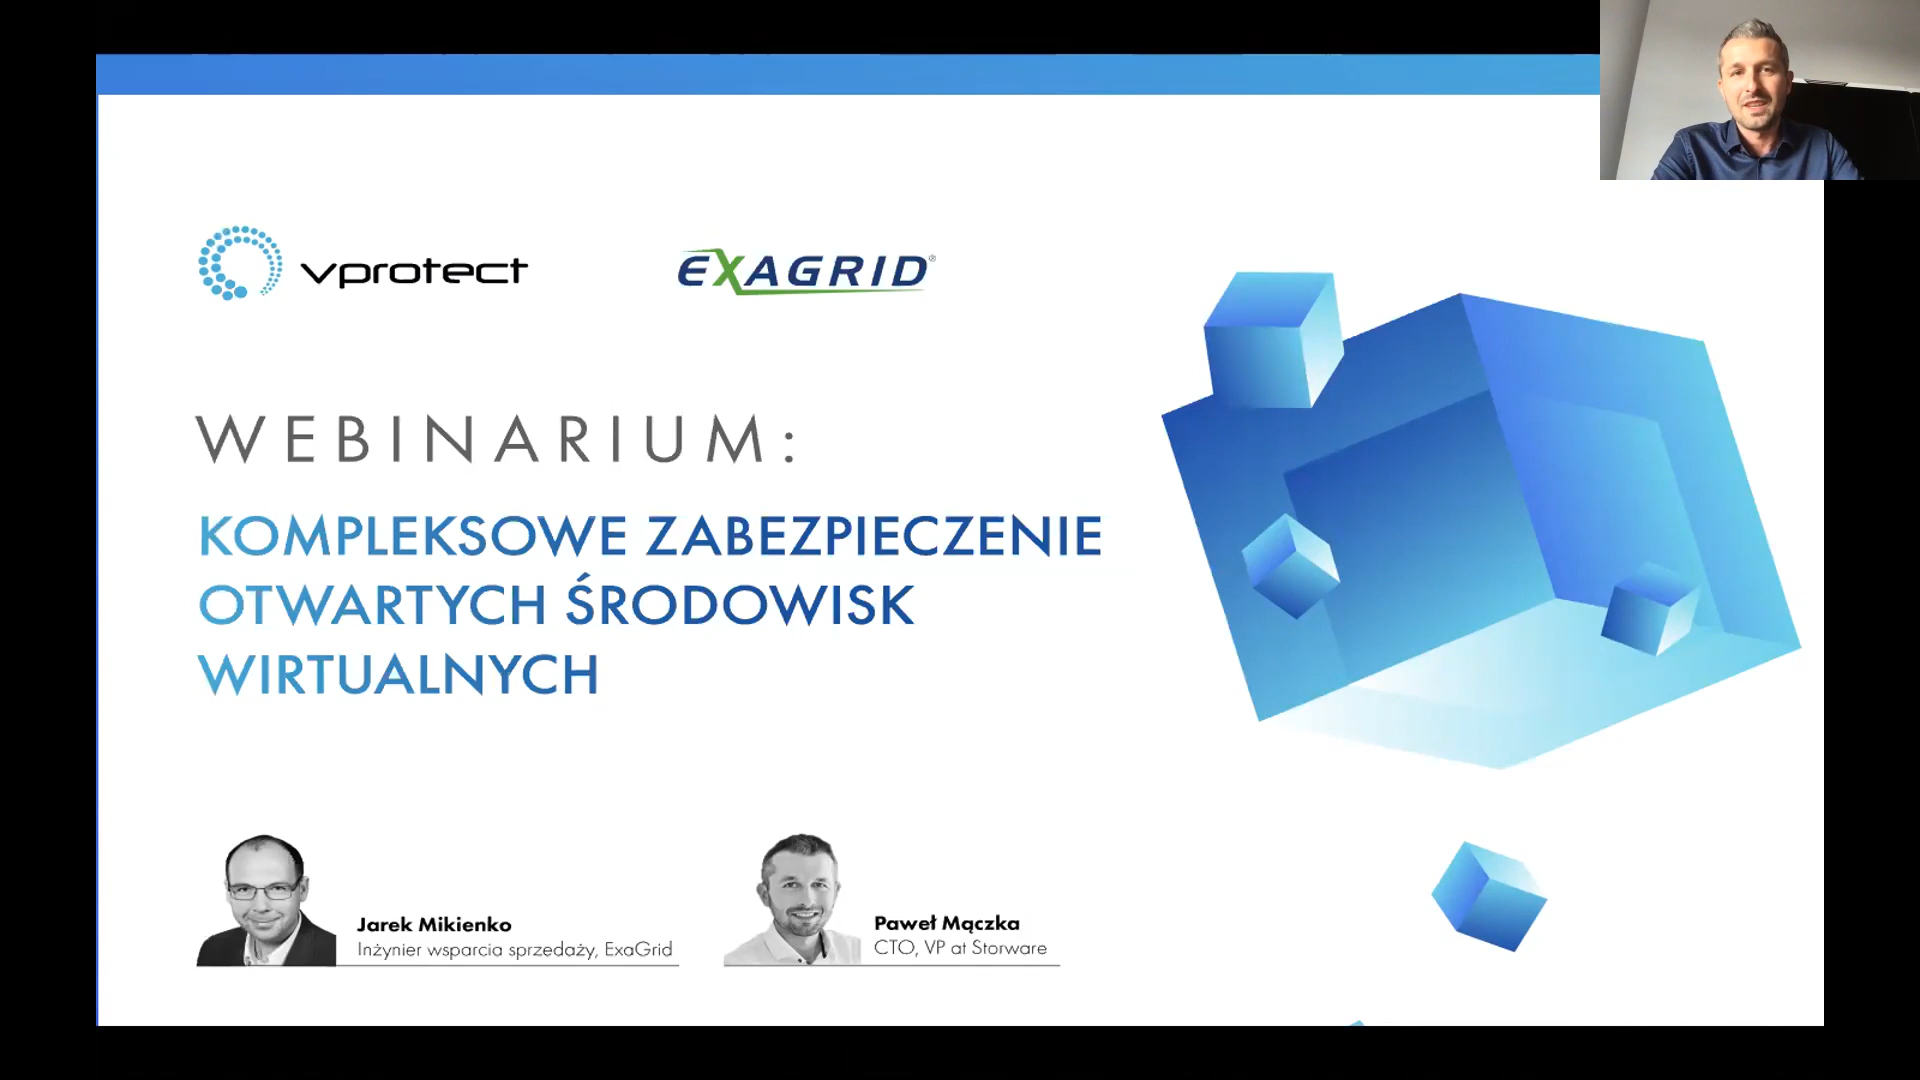 vprotect
EXAGRID®
WEBINARIUM:
KOMPLEKSOWE ZABEZPIECZENIE
OTWARTYCH ŚRODOWISK
WIRTUALNYCH
Jarek Mikienko
Inżynier wsparcia sprzedaży, ExaGrid
Paweł Mączka
CTO, VP at Storware